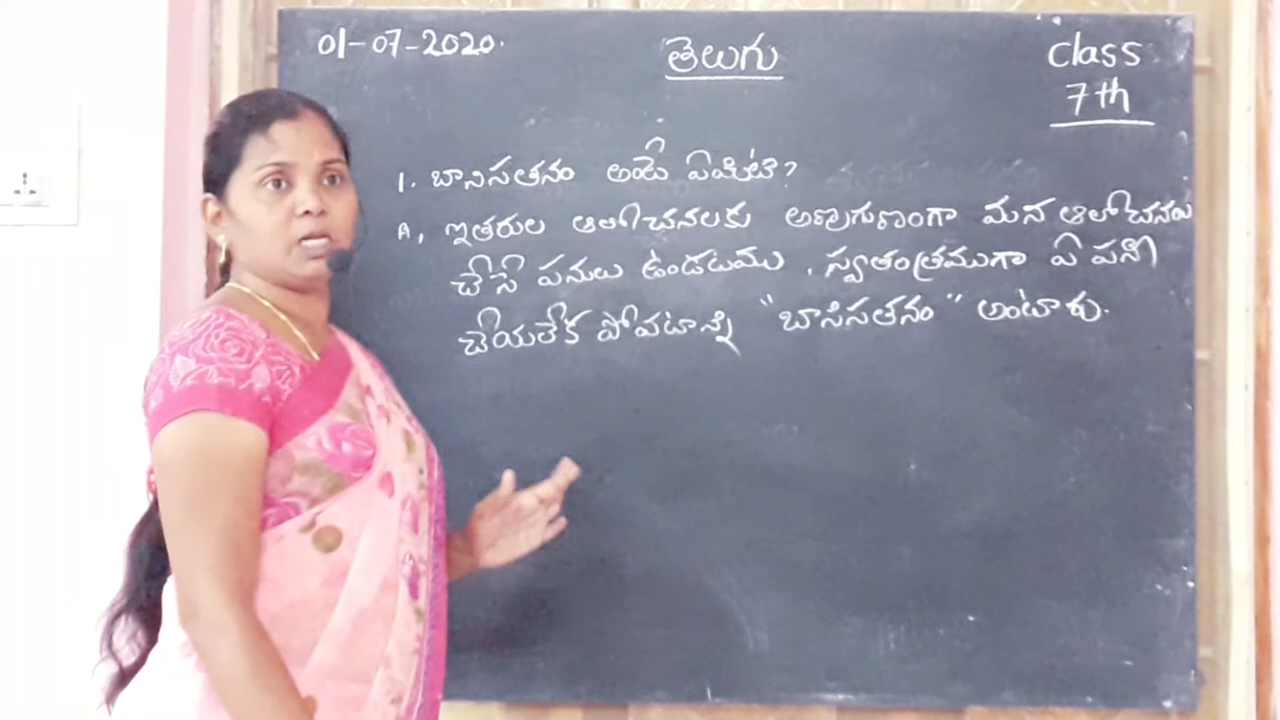 01-07-2020.
తెలుగు
Class
7th
1. బానిసతనం అంటే ఏమిటి?
A. ఇతరుల ఆలోచనలకు అణుగుణంగా మన ఆలోచనలు
చేసే పనులు ఉండటము. స్వతంత్రముగా ఏ పని
చేయలేక పోవటాన్ని "బానిసతనం" అంటారు.